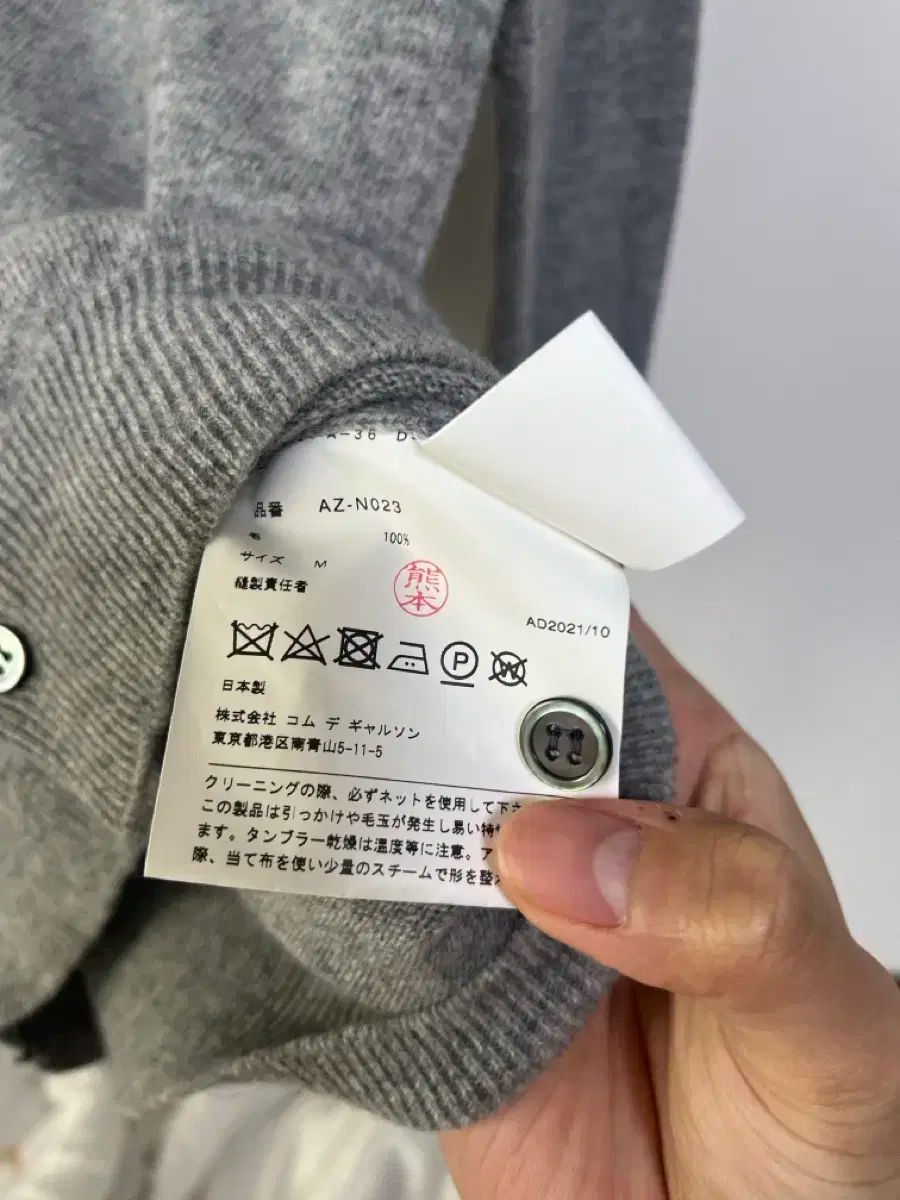 A-36 D
品番 AZ-N023
毛 100%
サイズ M
縫製責任者
熊本
AD2021/10
P
W
日本製
株式会社 コム デ ギャルソン
東京都港区南青山5-11-5
クリーニングの際、必ずネットを使用して下
この製品は引っかけや毛玉が発生し易い特
ます。タンブラー乾燥は温度等に注意。ア
際、当て布を使い少量のスチームで形を整